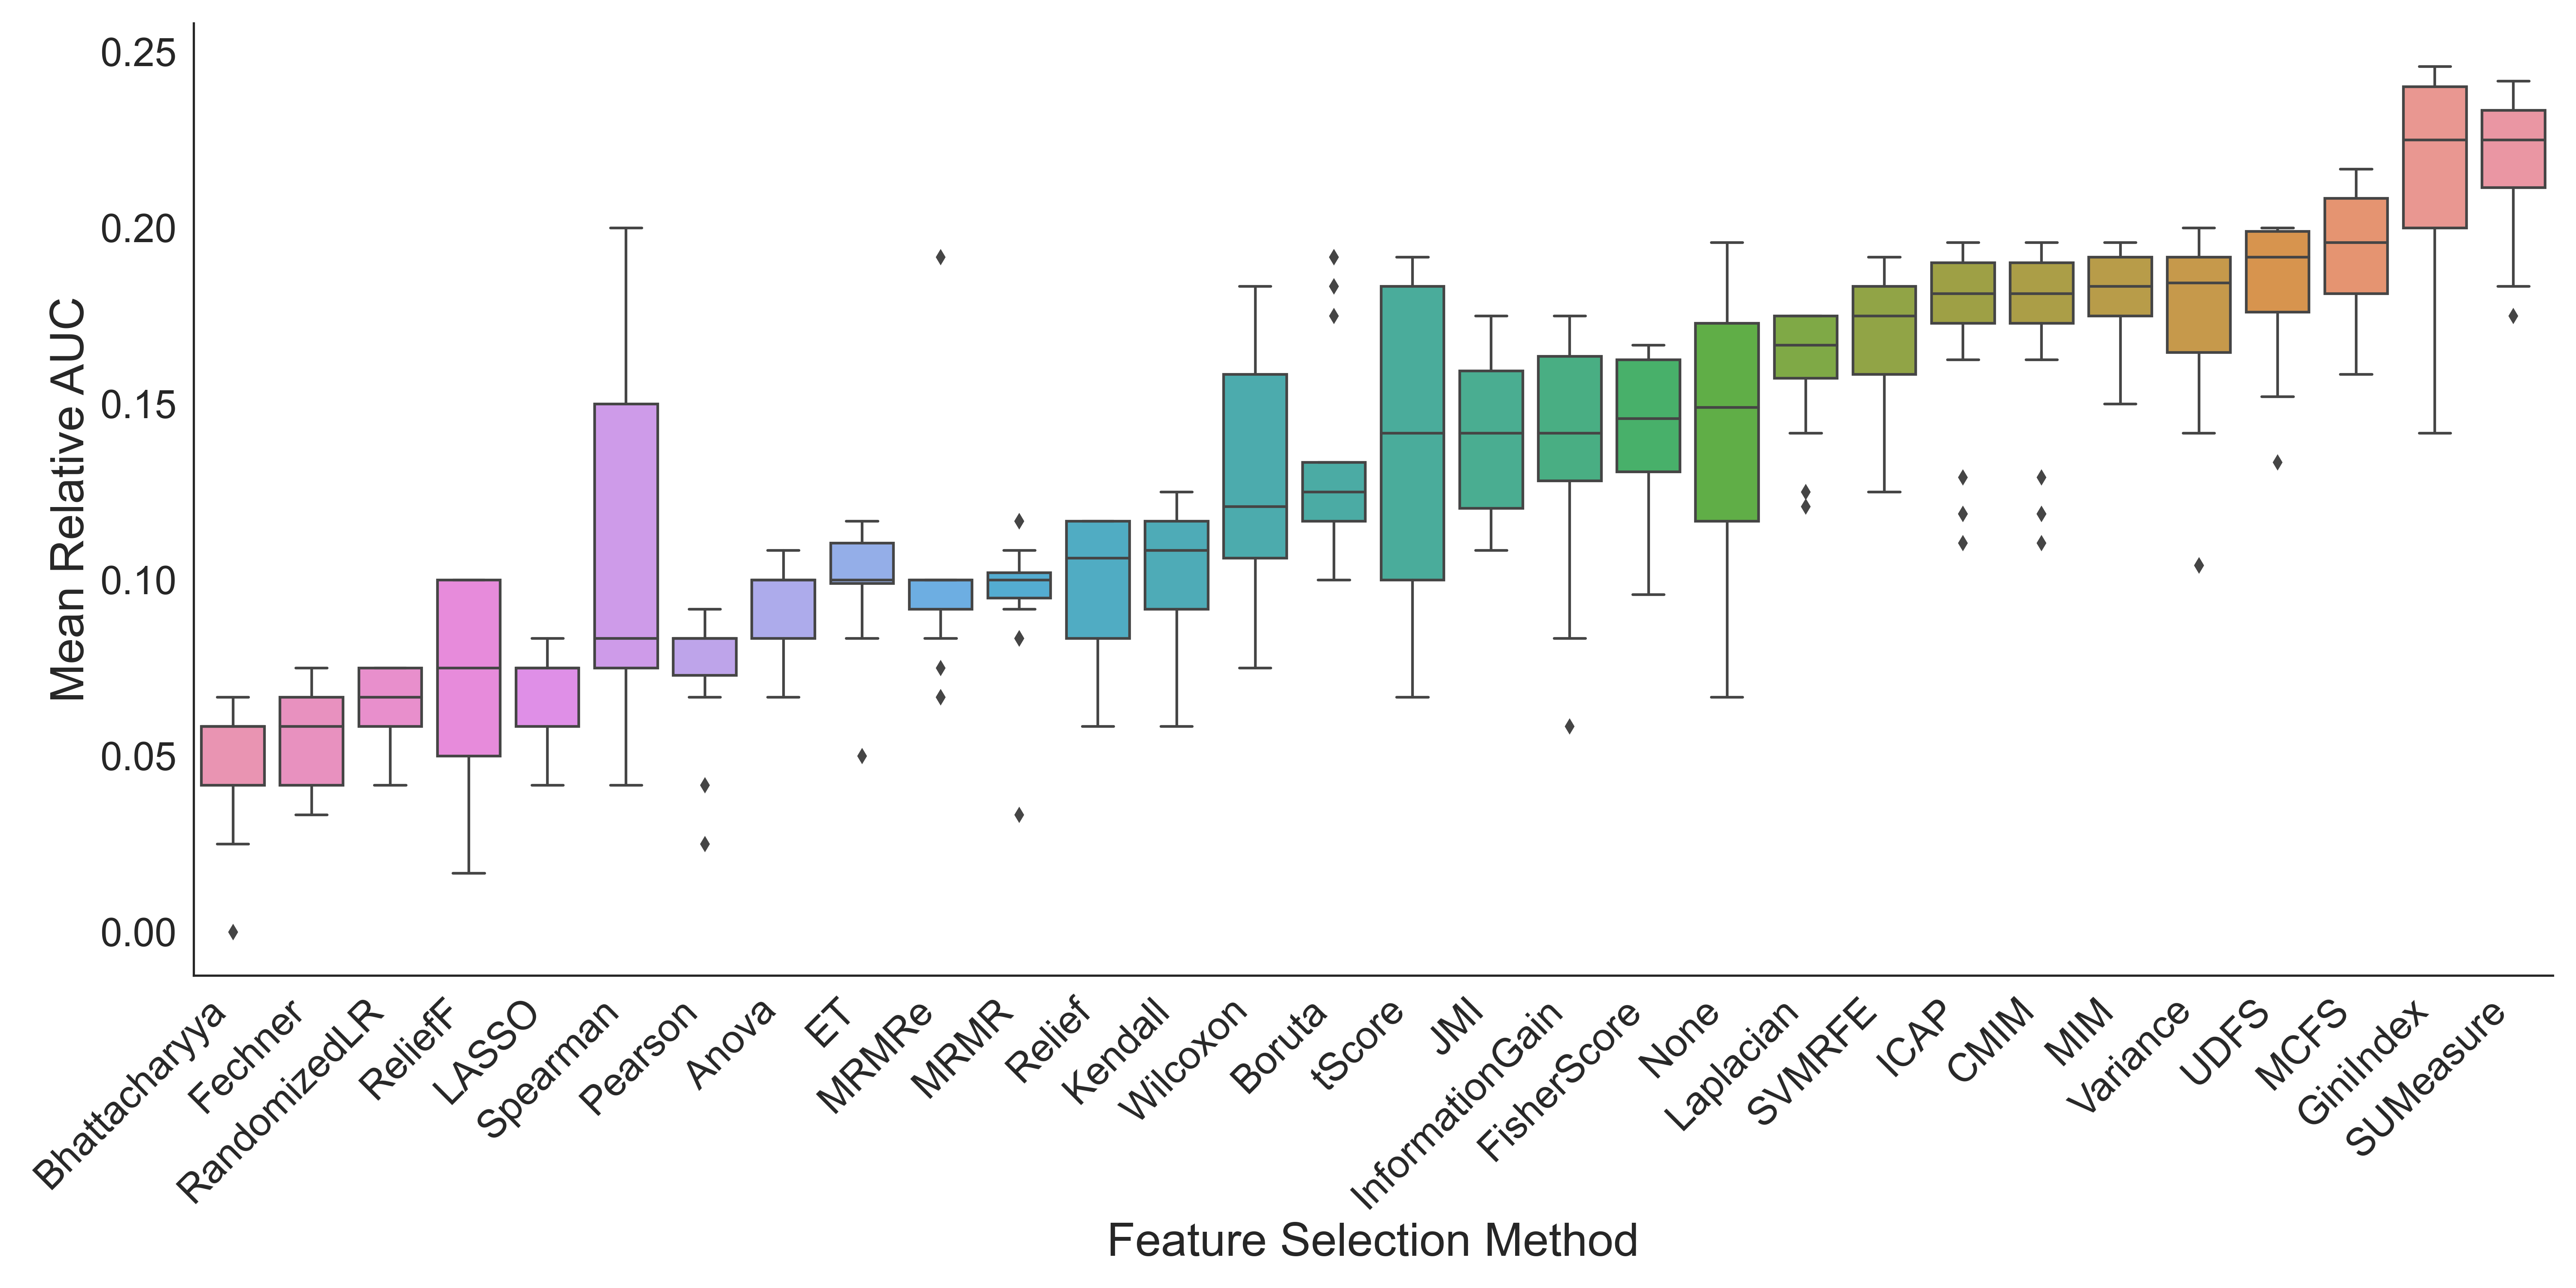 Mean Relative AUC
0.25
0.20
0.15
0.10
0.05
0.00
Bhattacharyya
Fechner
RandomizedLR
ReliefF
LASSO
Spearman
Pearson
Anova
ET
MRMRe
MRMR
Relief
Kendall
Wilcoxon
Boruta
tScore
JMI
InformationGain
FisherScore
None
Laplacian
SVMRFE
ICAP
CMIM
MIM
Variance
UDFS
MCFS
GiniIndex
SUMeasure
Feature Selection Method